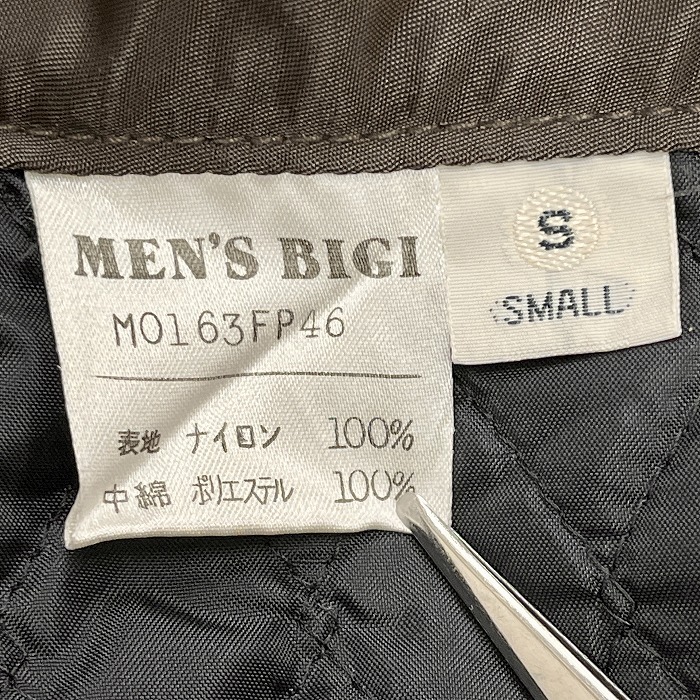 MEN'S BIGI
M0163FP46
表地 ナイロン 100%
中綿 ポリエステル 100%
S
SMALL